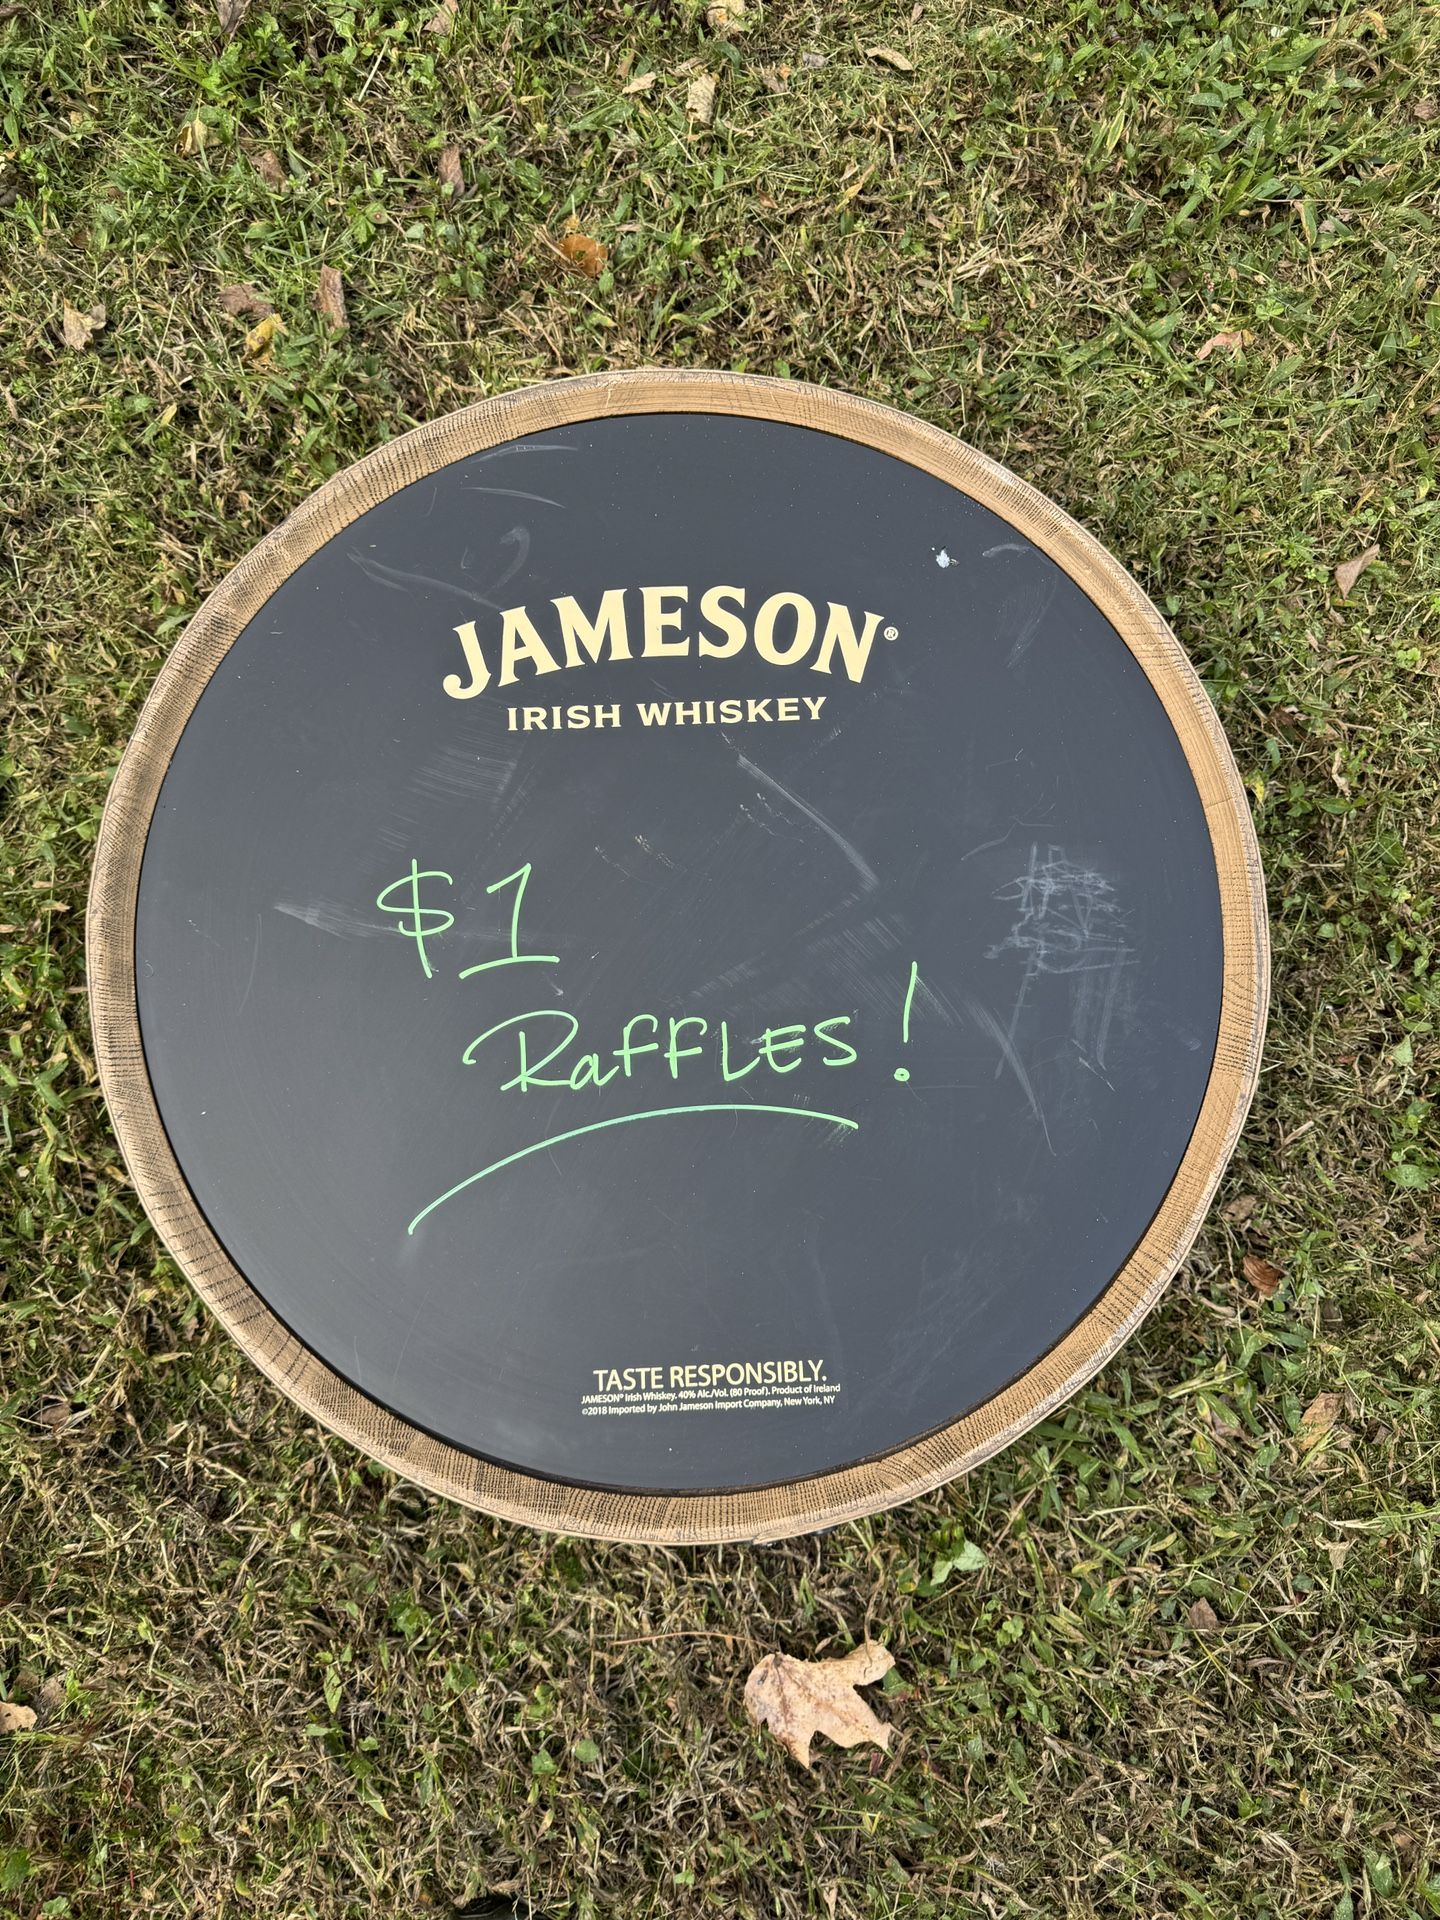 JAMESON®
IRISH WHISKEY
$1
RaFFLES!
TASTE RESPONSIBLY.
JAMESON® Irish Whiskey. 40% Alc./Vol. (80 Proof). Product of Ireland
©2018 Imported by John Jameson Import Company, New York, NY